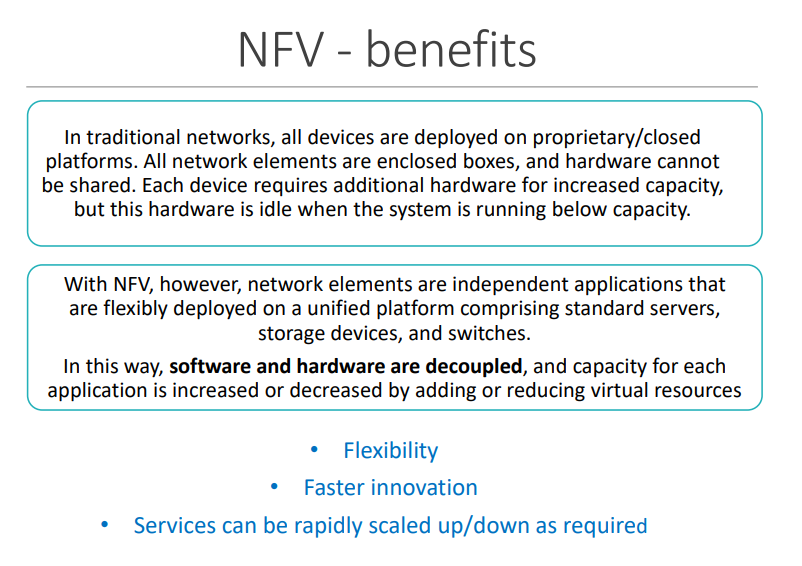 NFV - benefits
In traditional networks, all devices are deployed on proprietary/closed
platforms. All network elements are enclosed boxes, and hardware cannot
be shared. Each device requires additional hardware for increased capacity,
but this hardware is idle when the system is running below capacity.
With NFV, however, network elements are independent applications that
are flexibly deployed on a unified platform comprising standard servers,
storage devices, and switches.
In this way, software and hardware are decoupled, and capacity for each
application is increased or decreased by adding or reducing virtual resources
• Flexibility
• Faster innovation
• Services can be rapidly scaled up/down as required